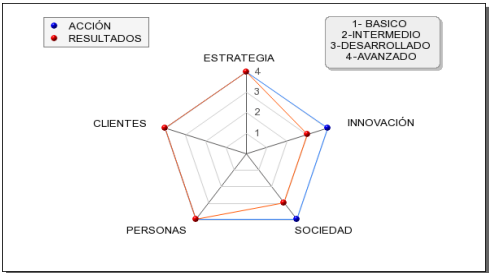 ACCIÓN
RESULTADOS
1- BASICO
2-INTERMEDIO
3-DESARROLLADO
4-AVANZADO
ESTRATEGIA
4
3
2
1
CLIENTES
INNOVACIÓN
PERSONAS
SOCIEDAD